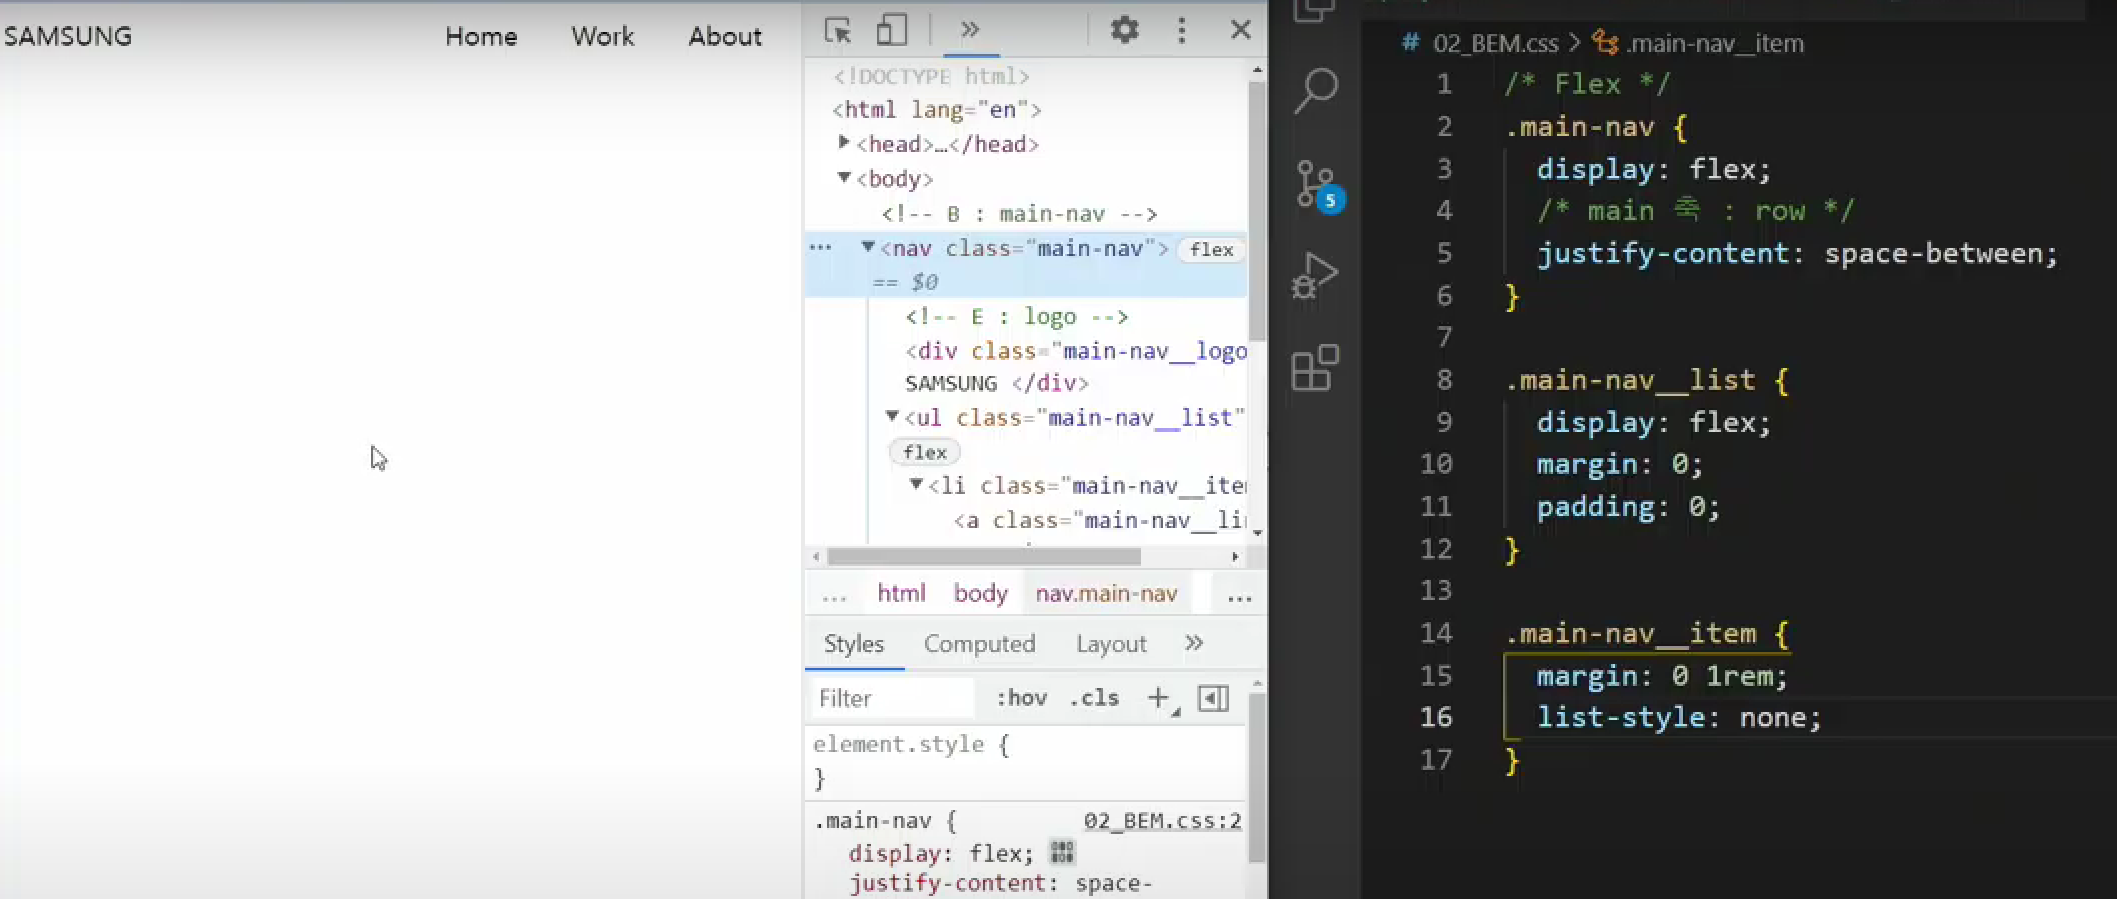 SAMSUNG Home Work About
<!DOCTYPE html>
<html lang="en">
<head>…</head>
<body>
<!-- B : main-nav -->
<nav class="main-nav"> flex
== $0
<!-- E : logo -->
<div class="main-nav__logo
SAMSUNG </div>
<ul class="main-nav__list"
flex
<li class="main-nav__ite
<a class="main-nav__li
... html body nav.main-nav ...
Styles Computed Layout
Filter :hov .cls
element.style {
}
.main-nav { 02_BEM.css:2
display: flex;
justify-content: space-
5
# 02_BEM.css > .main-nav__item
1 /* Flex */
2 .main-nav {
3 display: flex;
4 /* main 축 : row */
5 justify-content: space-between;
6 }
7
8 .main-nav__list {
9 display: flex;
10 margin: 0;
11 padding: 0;
12 }
13
14 .main-nav__item {
15 margin: 0 1rem;
16 list-style: none;
17 }